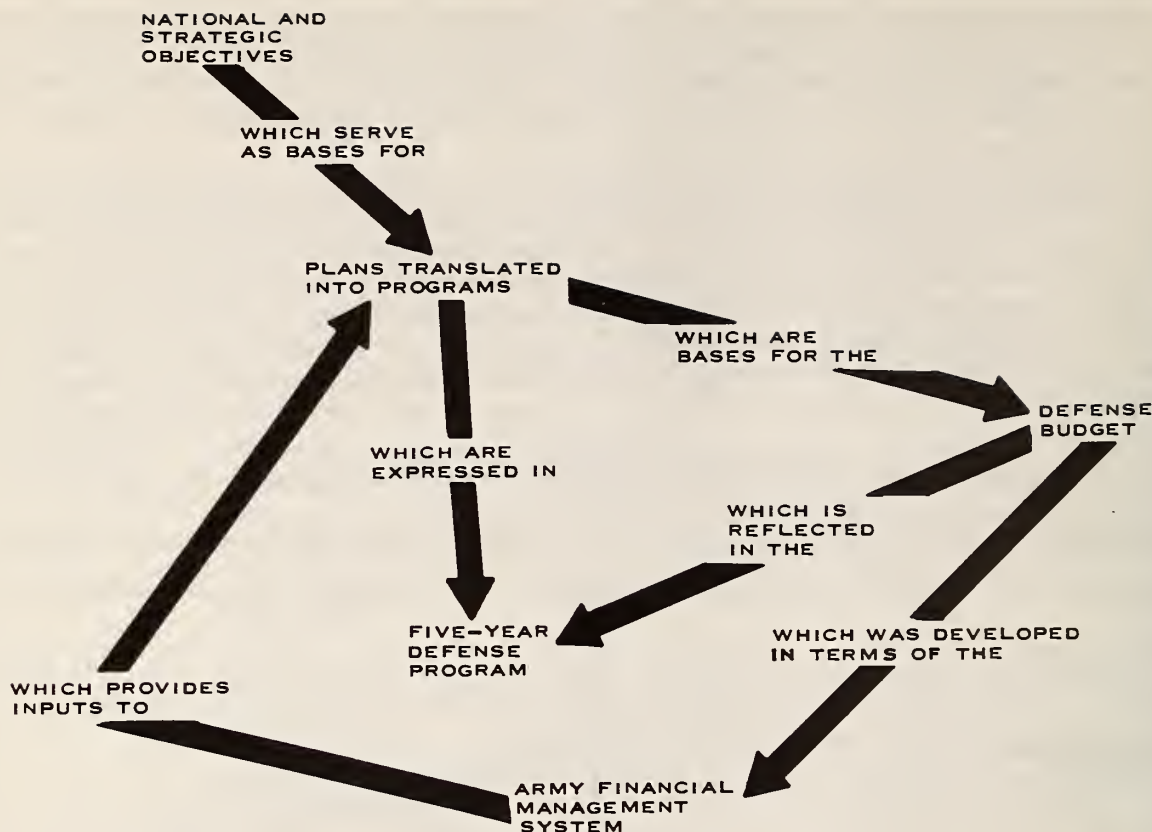 NATIONAL AND
STRATEGIC
OBJECTIVES
WHICH SERVE
AS BASES FOR
PLANS TRANSLATED
INTO PROGRAMS
WHICH ARE
BASES FOR THE
DEFENSE
BUDGET
WHICH ARE
EXPRESSED IN
WHICH IS
REFLECTED
IN THE
FIVE-YEAR
DEFENSE
PROGRAM
WHICH WAS DEVELOPED
IN TERMS OF THE
WHICH PROVIDES
INPUTS TO
ARMY FINANCIAL
MANAGEMENT
SYSTEM